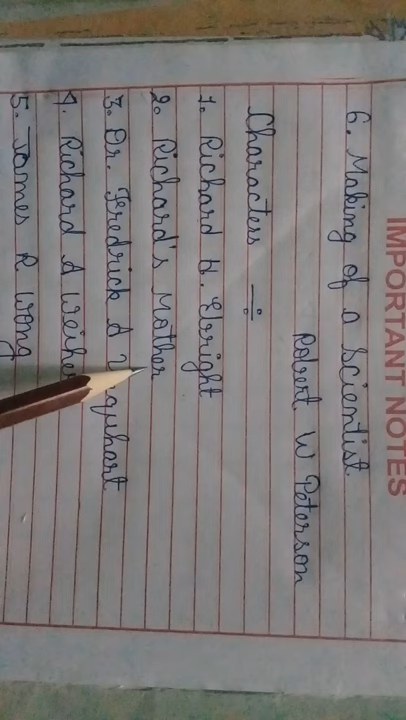 IMPORTANT NOTES
6. Making of a Scientist.
Robert W Peterson
Characters ÷
1. Richard H. Ebright
2. Richard's Mother
3. Dr. Fredrick A
4. Richard A
5. James R Wong